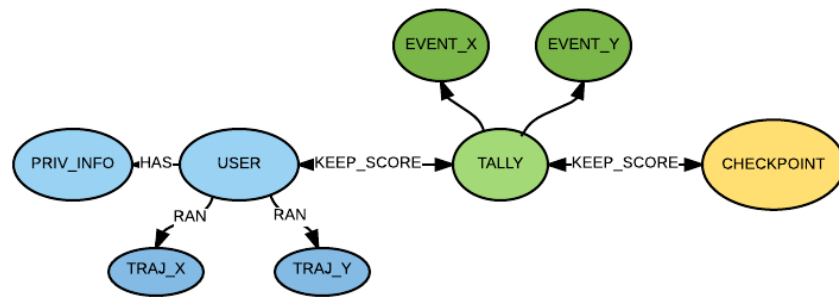 EVENT_X
EVENT_Y
PRIV_INFO
HAS
USER
KEEP_SCORE
TALLY
KEEP_SCORE
CHECKPOINT
RAN
RAN
TRAJ_X
TRAJ_Y